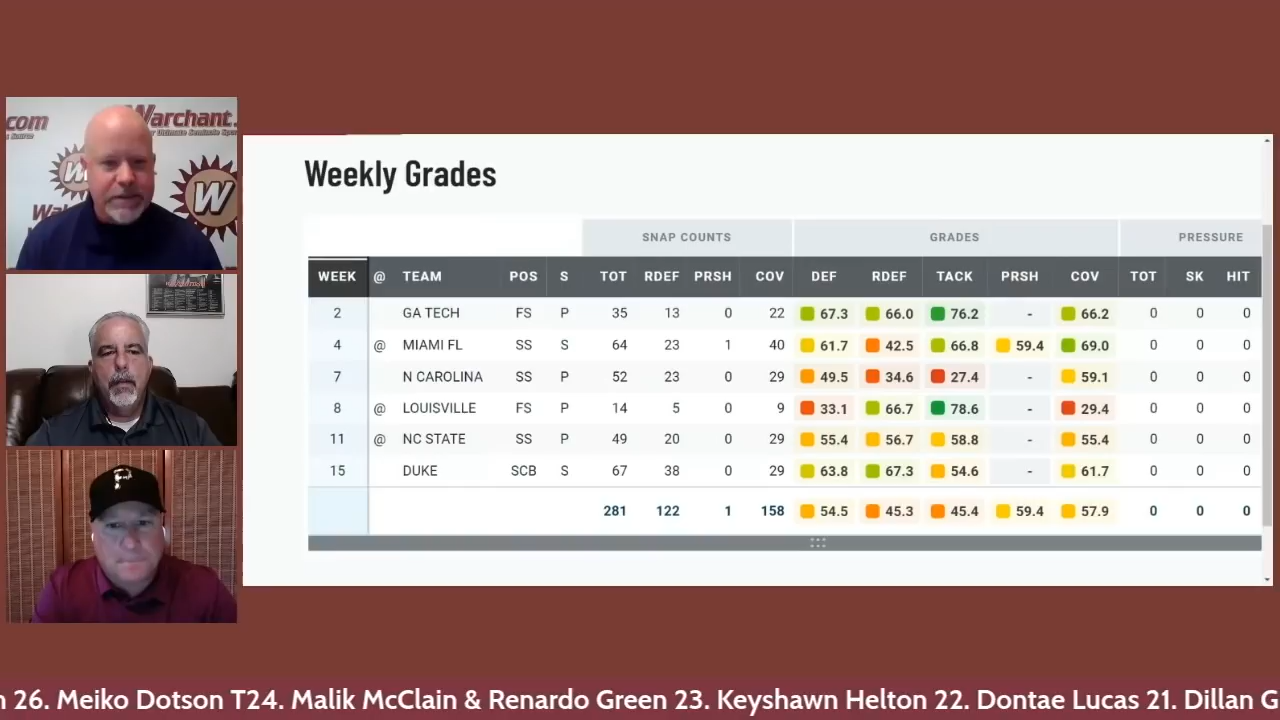 .com
Warchant.
W
W
Weekly Grades
SNAP COUNTS GRADES PRESSURE
WEEK @ TEAM POS S TOT RDEF PRSH COV DEF RDEF TACK PRSH COV TOT SK HIT
2 GA TECH FS P 35 13 0 22 67.3 66.0 76.2 - 66.2 0 0 0
4 @ MIAMI FL SS S 64 23 1 40 61.7 42.5 66.8 59.4 69.0 0 0 0
7 N CAROLINA SS P 52 23 0 29 49.5 34.6 27.4 - 59.1 0 0 0
8 @ LOUISVILLE FS P 14 5 0 9 33.1 66.7 78.6 - 29.4 0 0 0
11 @ NC STATE SS P 49 20 0 29 55.4 56.7 58.8 - 55.4 0 0 0
15 DUKE SCB S 67 38 0 29 63.8 67.3 54.6 - 61.7 0 0 0
281 122 1 158 54.5 45.3 45.4 59.4 57.9 0 0 0
P
n 26. Meiko Dotson T24. Malik McClain & Renardo Green 23. Keyshawn Helton 22. Dontae Lucas 21. Dillan G